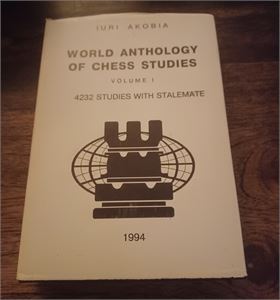 IURI AKOBIA
WORLD ANTHOLOGY
OF CHESS STUDIES
VOLUME I
4232 STUDIES WITH STALEMATE
1994